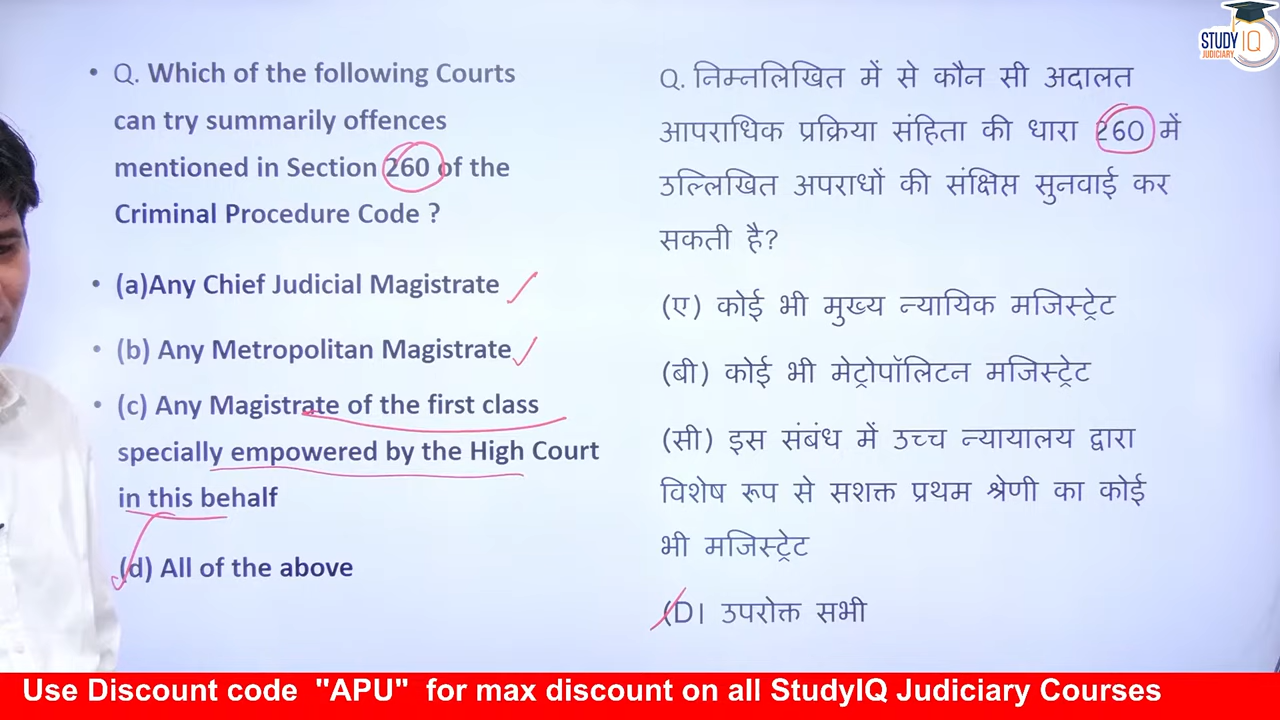 STUDY IQ
JUDICIARY
• Q. Which of the following Courts
can try summarily offences
mentioned in Section 260 of the
Criminal Procedure Code ?
• (a)Any Chief Judicial Magistrate
• (b) Any Metropolitan Magistrate
• (c) Any Magistrate of the first class
specially empowered by the High Court
in this behalf
(d) All of the above
Q. निम्नलिखित में से कौन सी अदालत
आपराधिक प्रक्रिया संहिता की धारा 260 में
उल्लिखित अपराधों की संक्षिप्त सुनवाई कर
सकती है?
(ए) कोई भी मुख्य न्यायिक मजिस्ट्रेट
(बी) कोई भी मेट्रोपॉलिटन मजिस्ट्रेट
(सी) इस संबंध में उच्च न्यायालय द्वारा
विशेष रूप से सशक्त प्रथम श्रेणी का कोई
भी मजिस्ट्रेट
(D। उपरोक्त सभी
Use Discount code "APU" for max discount on all StudyIQ Judiciary Courses